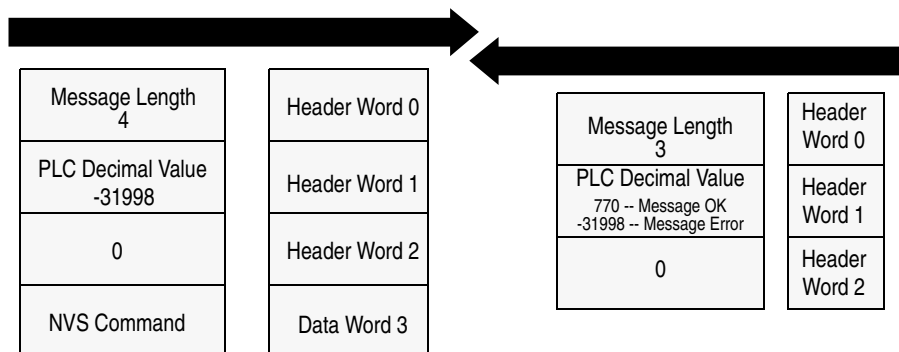 Message Length
4
Header Word 0
PLC Decimal Value
-31998
Header Word 1
0
Header Word 2
NVS Command
Data Word 3
Message Length
3
Header
Word 0
PLC Decimal Value
770 -- Message OK
-31998 -- Message Error
Header
Word 1
0
Header
Word 2